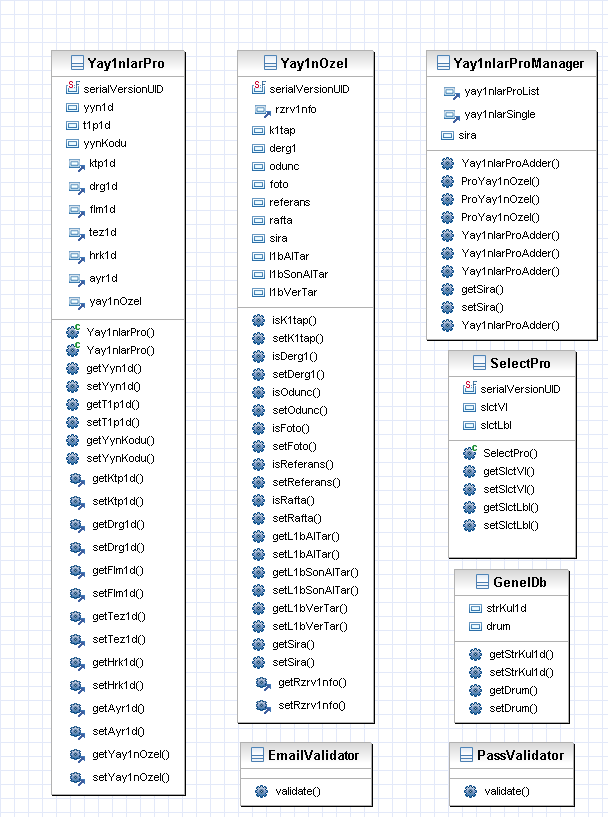 Yay1nlarPro
serialVersionUID
yyn1d
t1p1d
yynKodu
ktp1d
drg1d
flm1d
tez1d
hrk1d
ayr1d
yayınOzel
Yay1nlarPro()
Yay1nlarPro()
getYyn1d()
setYyn1d()
getT1p1d()
setT1p1d()
getYynKodu()
setYynKodu()
getKtp1d()
setKtp1d()
getDrg1d()
setDrg1d()
getFlm1d()
setFlm1d()
getTez1d()
setTez1d()
getHrk1d()
setHrk1d()
getAyr1d()
setAyr1d()
getYay1nOzel()
setYay1nOzel()
Yay1nOzel
serialVersionUID
rzrv1nfo
k1tap
derg1
odunc
foto
referans
rafta
sira
l1bAlTar
l1bSonAlTar
l1bVerTar
isK1tap()
setK1tap()
isDerg1()
setDerg1()
isOdunc()
setOdunc()
isFoto()
setFoto()
isReferans()
setReferans()
isRafta()
setRafta()
getL1bAlTar()
setL1bAlTar()
getL1bSonAlTar()
setL1bSonAlTar()
getL1bVerTar()
setL1bVerTar()
getSira()
setSira()
getRzrv1nfo()
setRzrv1nfo()
Yay1nlarProManager
yay1nlarProList
yay1nlarSingle
sira
Yay1nlarProAdder()
ProYay1nOzel()
ProYay1nOzel()
ProYay1nOzel()
Yay1nlarProAdder()
Yay1nlarProAdder()
Yay1nlarProAdder()
getSira()
setSira()
Yay1nlarProAdder()
SelectPro
serialVersionUID
slctVl
slctLbl
SelectPro()
getSlctVl()
setSlctVl()
getSlctLbl()
setSlctLbl()
GenelDb
strKul1d
drum
getStrKul1d()
setStrKul1d()
getDrum()
setDrum()
EmailValidator
validate()
PassValidator
validate()